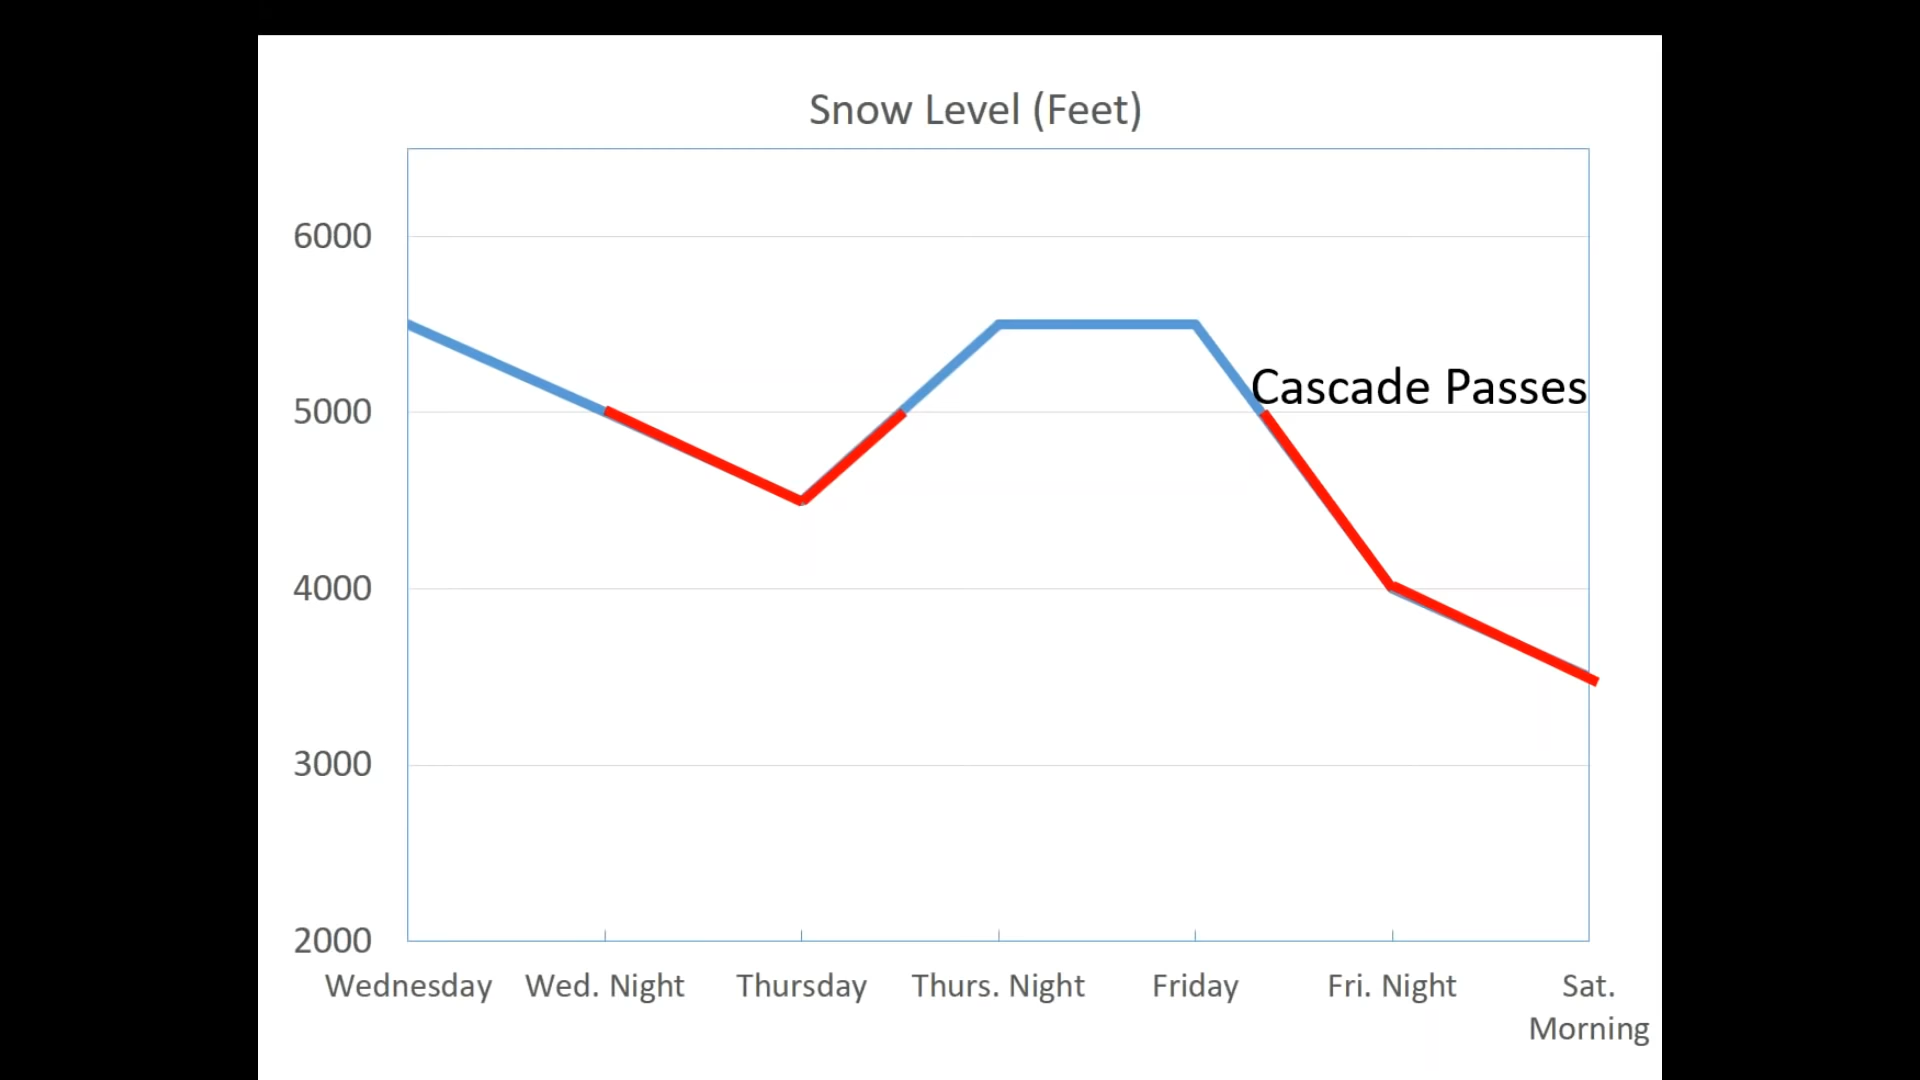 Snow Level (Feet)
6000
Cascade Passes
5000
4000
3000
2000
Wednesday Wed. Night Thursday Thurs. Night Friday Fri. Night Sat.
Morning